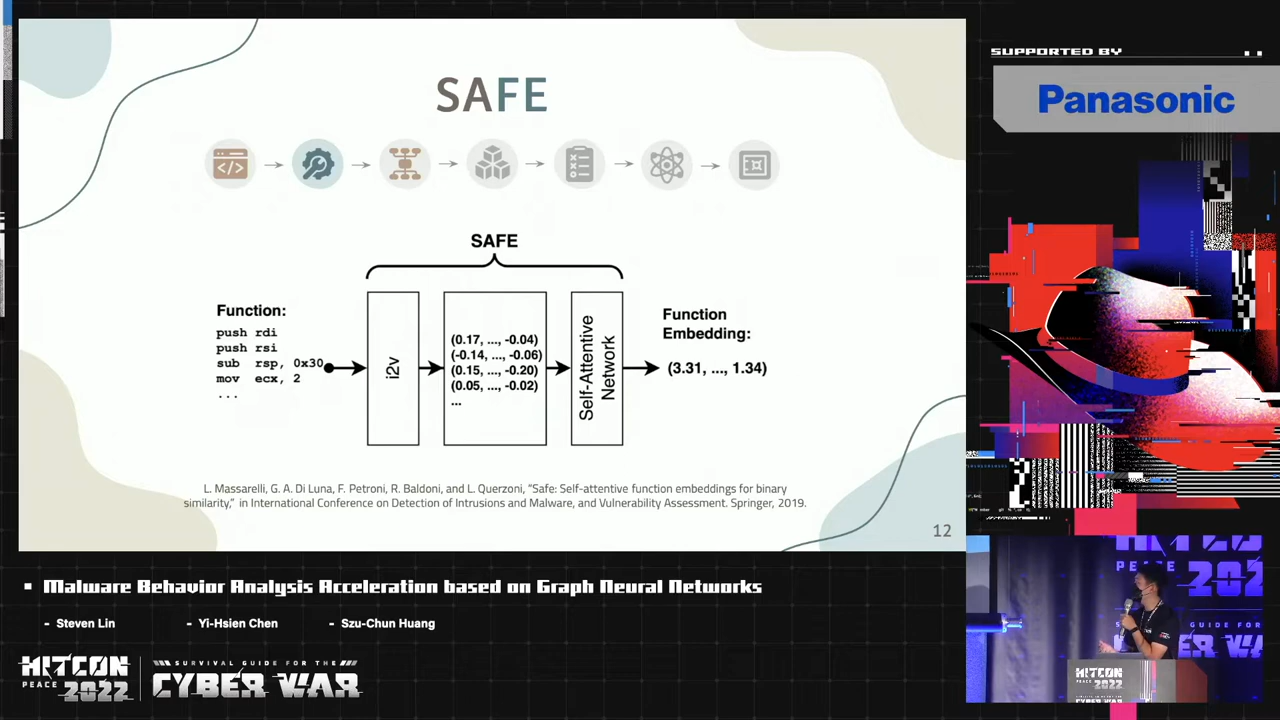 SAFE
SAFE
Function:
push rdi
push rsi
sub rsp, 0x30
mov ecx, 2
...
i2v
(0.17, ..., -0.04)
(-0.14, ..., -0.06)
(0.15, ..., -0.20)
(0.05, ..., -0.02)
...
Self-Attentive
Network
Function
Embedding:
(3.31, ..., 1.34)
L. Massarelli, G. A. Di Luna, F. Petroni, R. Baldoni, and L. Querzoni, "Safe: Self-attentive function embeddings for binary
similarity," in International Conference on Detection of Intrusions and Malware, and Vulnerability Assessment. Springer, 2019.
12
SUPPORTED BY
Panasonic
Malware Behavior Analysis Acceleration based on Graph Neural Networks
- Steven Lin - Yi-Hsien Chen - Szu-Chun Huang
HITCON
PEACE 2022
SURVIVAL GUIDE FOR THE
CYBER WAR
HITCON
PEACE 2022